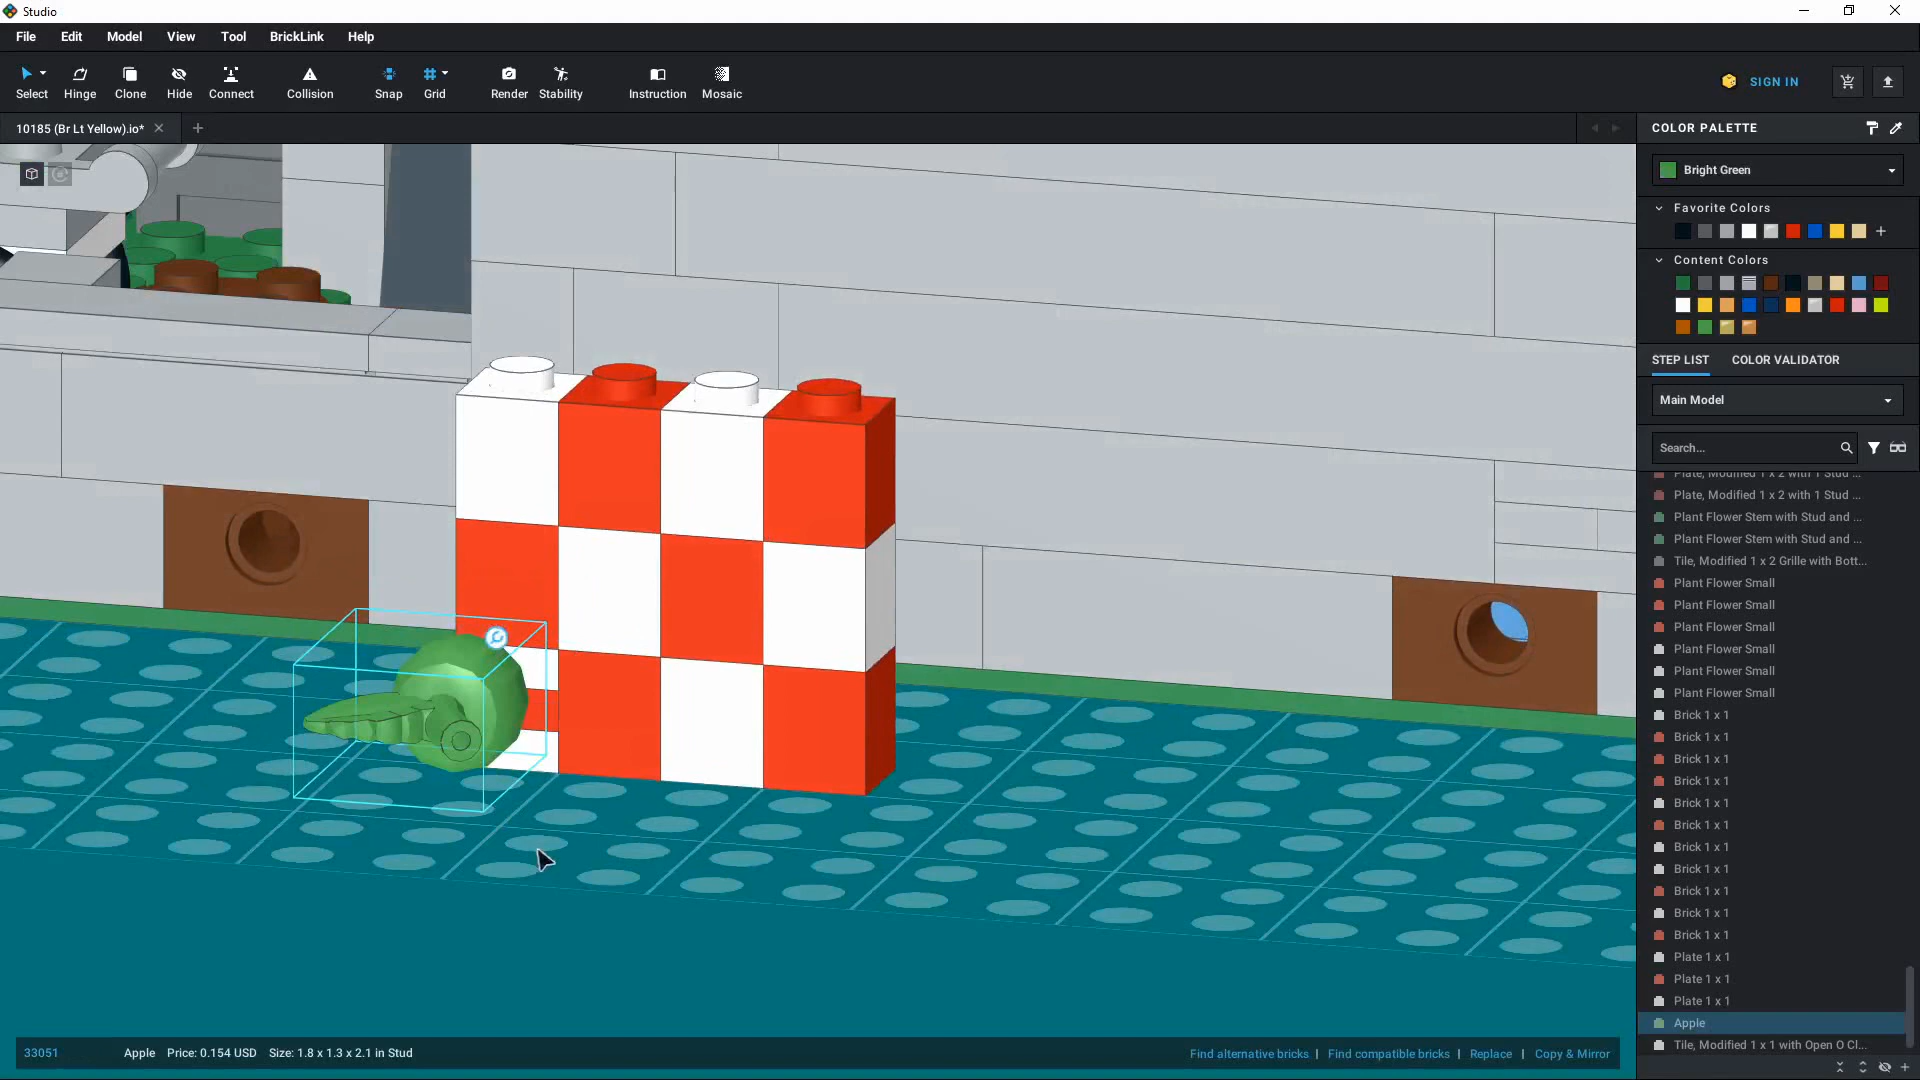 Studio
File Edit Model View Tool BrickLink Help
Select Hinge Clone Hide Connect Collision Snap Grid Render Stability Instruction Mosaic
SIGN IN
10185 (Br Lt Yellow).io*
COLOR PALETTE
Bright Green
Favorite Colors
Content Colors
STEP LIST COLOR VALIDATOR
Main Model
Search...
Plate, Modified 1 x 2 with 1 Stud ...
Plate, Modified 1 x 2 with 1 Stud ...
Plant Flower Stem with Stud and ...
Plant Flower Stem with Stud and ...
Tile, Modified 1 x 2 Grille with Bott...
Plant Flower Small
Plant Flower Small
Plant Flower Small
Plant Flower Small
Plant Flower Small
Plant Flower Small
Brick 1 x 1
Brick 1 x 1
Brick 1 x 1
Brick 1 x 1
Brick 1 x 1
Brick 1 x 1
Brick 1 x 1
Brick 1 x 1
Brick 1 x 1
Brick 1 x 1
Brick 1 x 1
Plate 1 x 1
Plate 1 x 1
Plate 1 x 1
Apple
Tile, Modified 1 x 1 with Open O Cl...
33051 Apple Price: 0.154 USD Size: 1.8 x 1.3 x 2.1 in Stud
Find alternative bricks | Find compatible bricks | Replace | Copy & Mirror